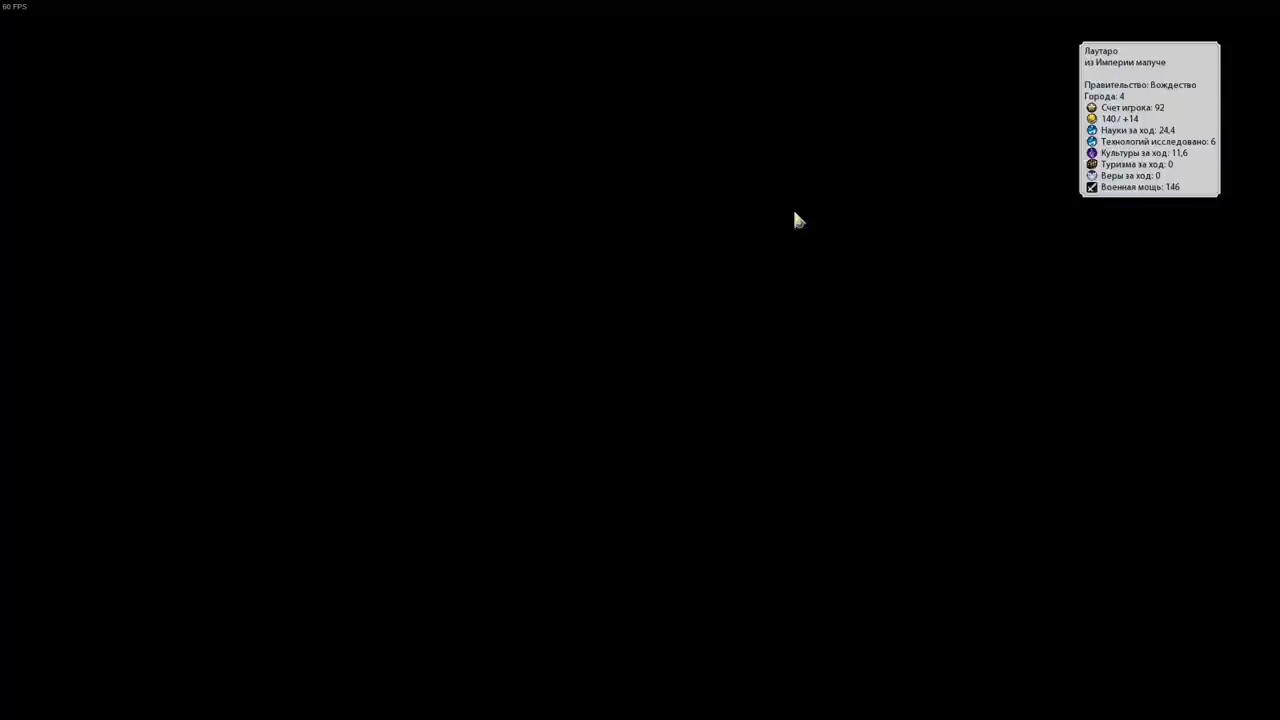 60 FPS
Лаутаро
из Империи мапуче
Правительство: Вождество
Города: 4
Счет игрока: 92
140 / +14
Науки за ход: 24,4
Технологий исследовано: 6
Культуры за ход: 11,6
Туризма за ход: 0
Веры за ход: 0
Военная мощь: 146